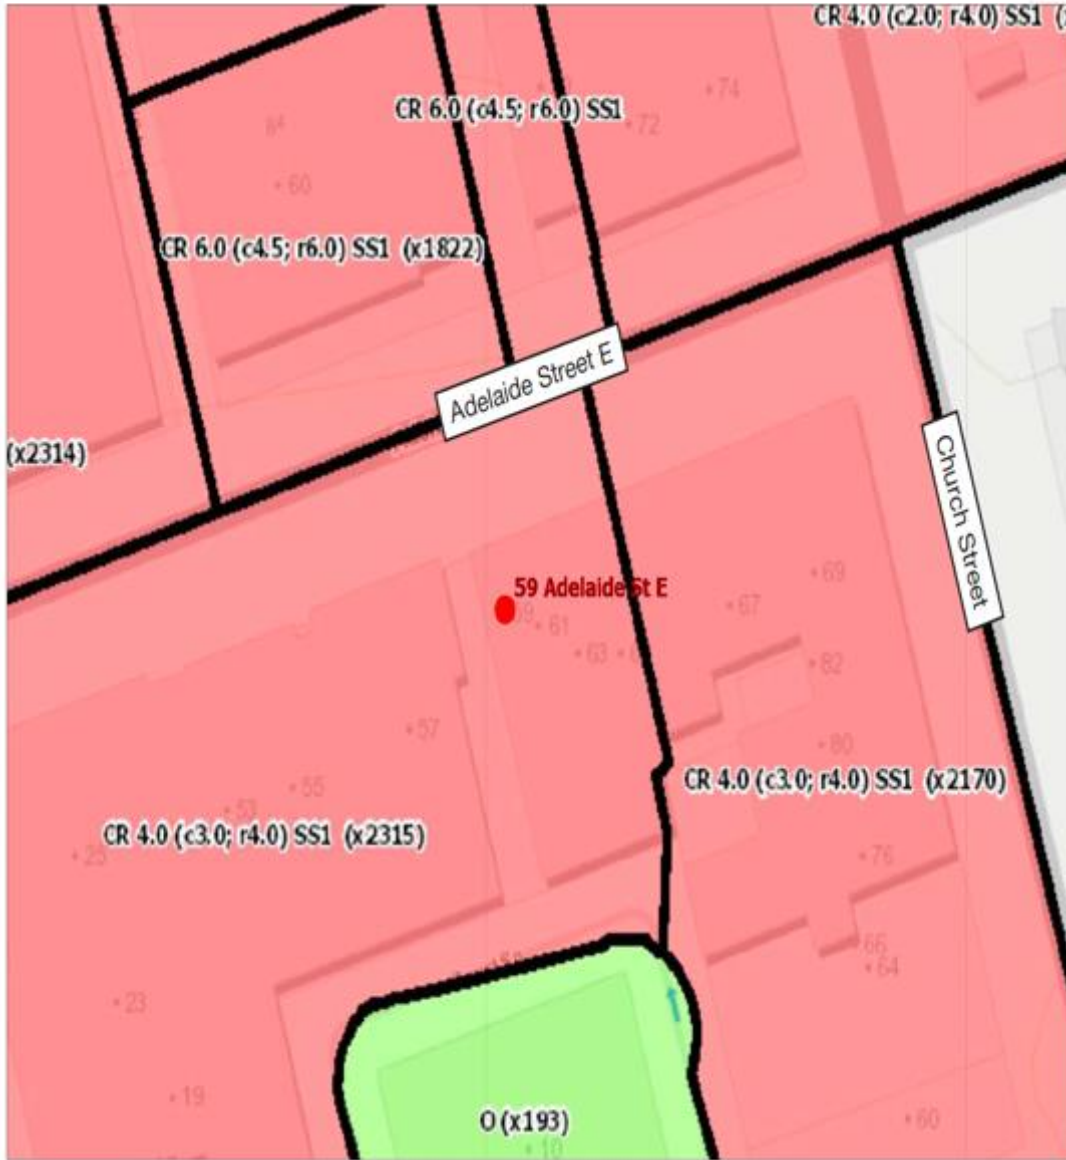 CR 4.0 (c2.0; r4.0) SS1
74
CR 6.0 (c4.5; r6.0) SS1
72
60
CR 6.0 (c4.5; r6.0) SS1 (x1822)
Adelaide Street E
(x2314)
Church Street
69
59 Adelaide St E
67
61
63
82
57
80
CR 4.0 (c3.0; r4.0) SS1 (x2170)
55
53
CR 4.0 (c3.0; r4.0) SS1 (x2315)
76
66
64
23
19
O (x193)
60
10